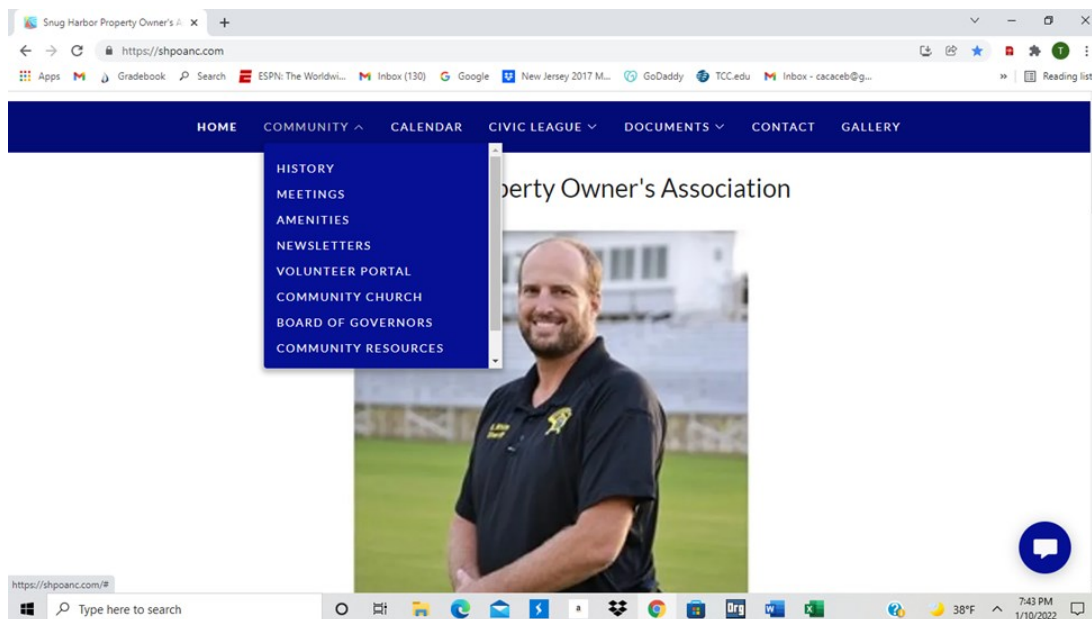 Snug Harbor Property Owner's A
https://shpoanc.com
Apps Gradebook Search ESPN: The Worldwi... Inbox (130) Google New Jersey 2017 M... GoDaddy TCC.edu Inbox - cacaceb@g... » Reading list
T
HOME COMMUNITY CALENDAR CIVIC LEAGUE DOCUMENTS CONTACT GALLERY
HISTORY
MEETINGS
AMENITIES
NEWSLETTERS
VOLUNTEER PORTAL
COMMUNITY CHURCH
BOARD OF GOVERNORS
COMMUNITY RESOURCES
perty Owner's Association
https://shpoanc.com/#
Type here to search
a
Org
38°F
7:43 PM
1/10/2022